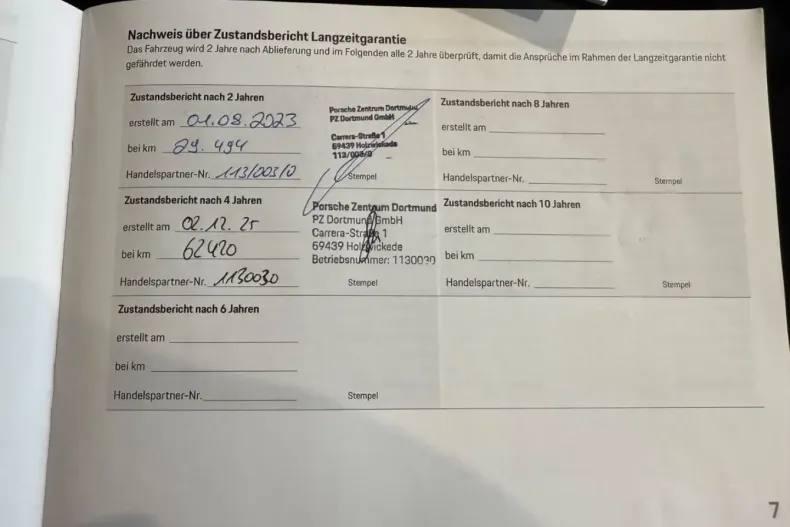 Nachweis über Zustandsbericht Langzeitgarantie
Das Fahrzeug wird 2 Jahre nach Ablieferung und im Folgenden alle 2 Jahre überprüft, damit die Ansprüche im Rahmen der Langzeitgarantie nicht
gefährdet werden.
Zustandsbericht nach 2 Jahren
erstellt am 01.08.2023
bei km 29.494
Handelspartner-Nr. 113/003/0
Porsche Zentrum Dortmund
PZ Dortmund GmbH
Carrera-Straße 1
59439 Holzwickede
113/003/0
Stempel
Zustandsbericht nach 8 Jahren
erstellt am
bei km
Handelspartner-Nr.
Stempel
Zustandsbericht nach 4 Jahren
erstellt am 02.12.25
bei km 62420
Handelspartner-Nr. 1130030
Porsche Zentrum Dortmund
PZ Dortmund GmbH
Carrera-Straße 1
59439 Holzwickede
Betriebsnummer: 1130030
Stempel
Zustandsbericht nach 10 Jahren
erstellt am
bei km
Handelspartner-Nr.
Stempel
Zustandsbericht nach 6 Jahren
erstellt am
bei km
Handelspartner-Nr.
Stempel
7